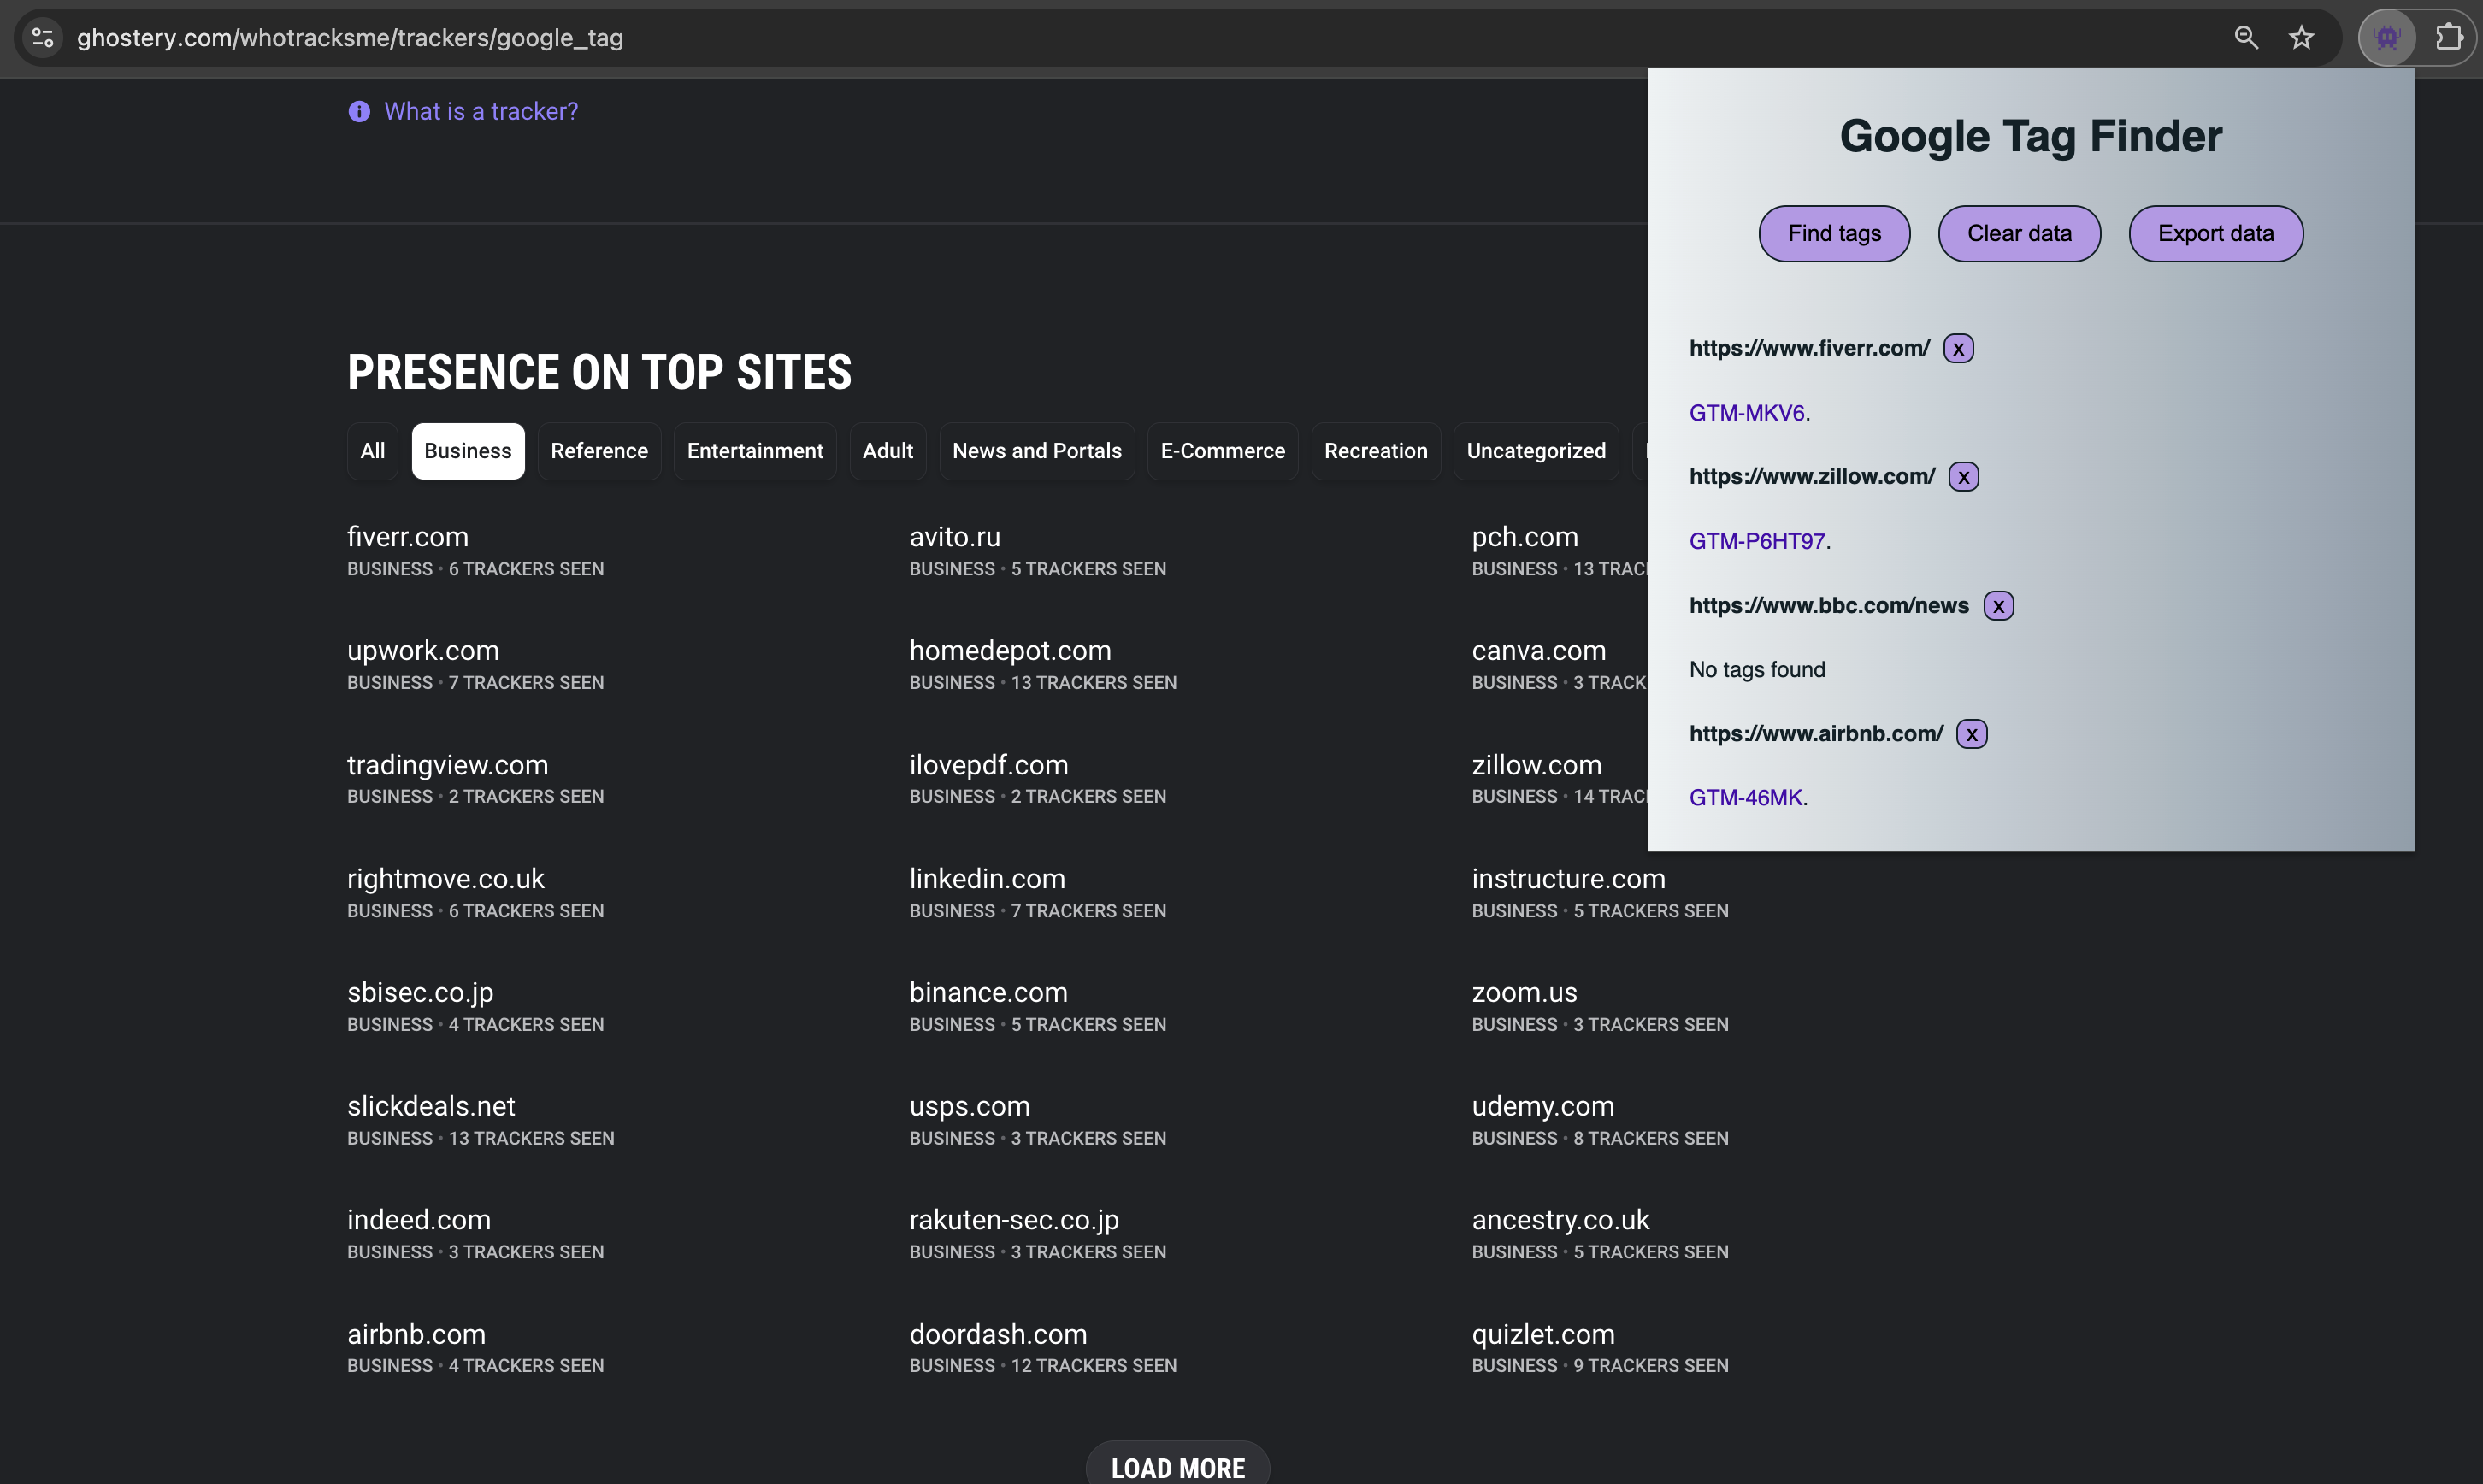 ghostery.com/whotracksme/trackers/google_tag
What is a tracker?
PRESENCE ON TOP SITES
All Business Reference Entertainment Adult News and Portals E-Commerce Recreation Uncategorized
fiverr.com avito.ru pch.com
BUSINESS • 6 TRACKERS SEEN BUSINESS • 5 TRACKERS SEEN BUSINESS • 13
upwork.com homedepot.com canva.com
BUSINESS • 7 TRACKERS SEEN BUSINESS • 13 TRACKERS SEEN BUSINESS • 3
tradingview.com ilovepdf.com zillow.com
BUSINESS • 2 TRACKERS SEEN BUSINESS • 2 TRACKERS SEEN BUSINESS • 14
rightmove.co.uk linkedin.com instructure.com
BUSINESS • 6 TRACKERS SEEN BUSINESS • 7 TRACKERS SEEN BUSINESS • 5 TRACKERS SEEN
sbisec.co.jp binance.com zoom.us
BUSINESS • 4 TRACKERS SEEN BUSINESS • 5 TRACKERS SEEN BUSINESS • 3 TRACKERS SEEN
slickdeals.net usps.com udemy.com
BUSINESS • 13 TRACKERS SEEN BUSINESS • 3 TRACKERS SEEN BUSINESS • 8 TRACKERS SEEN
indeed.com rakuten-sec.co.jp ancestry.co.uk
BUSINESS • 3 TRACKERS SEEN BUSINESS • 3 TRACKERS SEEN BUSINESS • 5 TRACKERS SEEN
airbnb.com doordash.com quizlet.com
BUSINESS • 4 TRACKERS SEEN BUSINESS • 12 TRACKERS SEEN BUSINESS • 9 TRACKERS SEEN
LOAD MORE
Google Tag Finder
Find tags Clear data Export data
https://www.fiverr.com/ x
GTM-MKV6.
https://www.zillow.com/ x
GTM-P6HT97.
https://www.bbc.com/news x
No tags found
https://www.airbnb.com/ x
GTM-46MK.